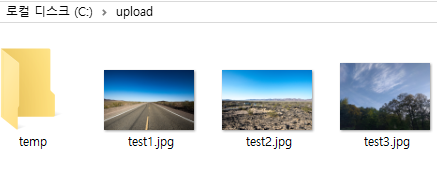 로컬 디스크 (C:) > upload
temp
test1.jpg
test2.jpg
test3.jpg